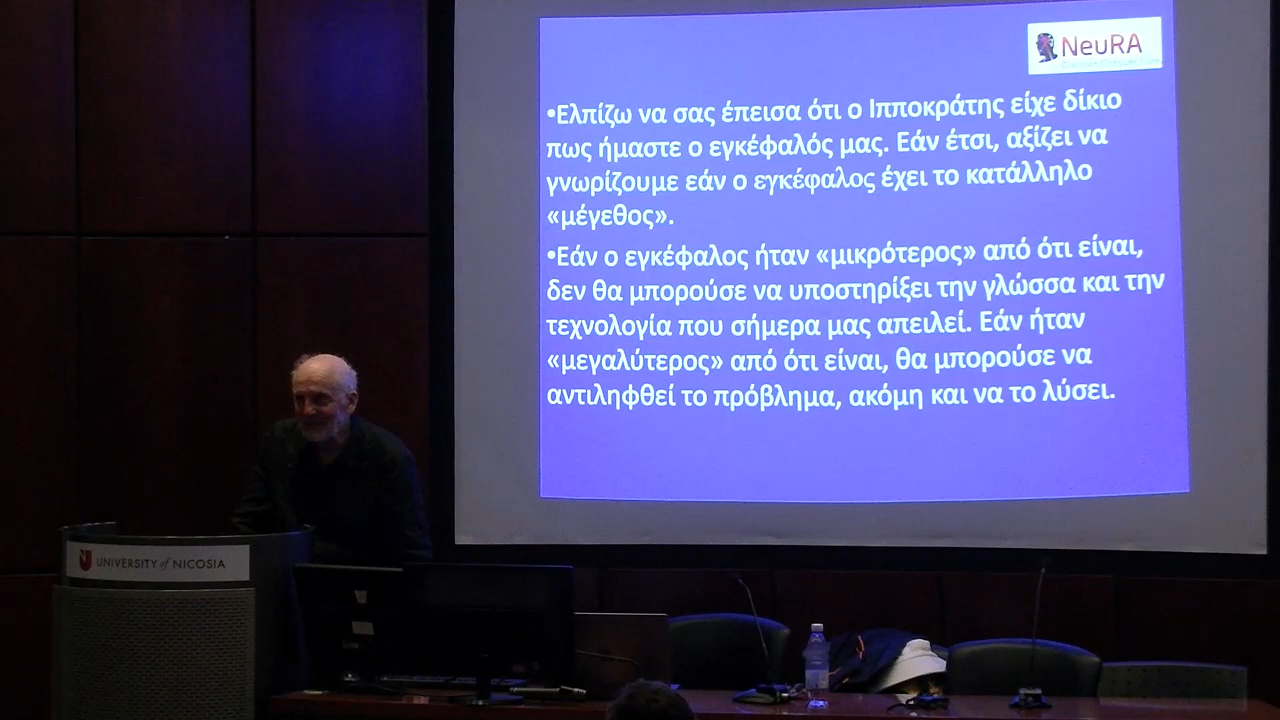 NeuRA
•Ελπίζω να σας έπεισα ότι ο Ιπποκράτης είχε δίκιο
πως ήμαστε ο εγκέφαλός μας. Εάν έτσι, αξίζει να
γνωρίζουμε εάν ο εγκέφαλος έχει το κατάλληλο
«μέγεθος».
•Εάν ο εγκέφαλος ήταν «μικρότερος» από ότι είναι,
δεν θα μπορούσε να υποστηρίξει την γλώσσα και την
τεχνολογία που σήμερα μας απειλεί. Εάν ήταν
«μεγαλύτερος» από ότι είναι, θα μπορούσε να
αντιληφθεί το πρόβλημα, ακόμη και να το λύσει.
UNIVERSITY of NICOSIA